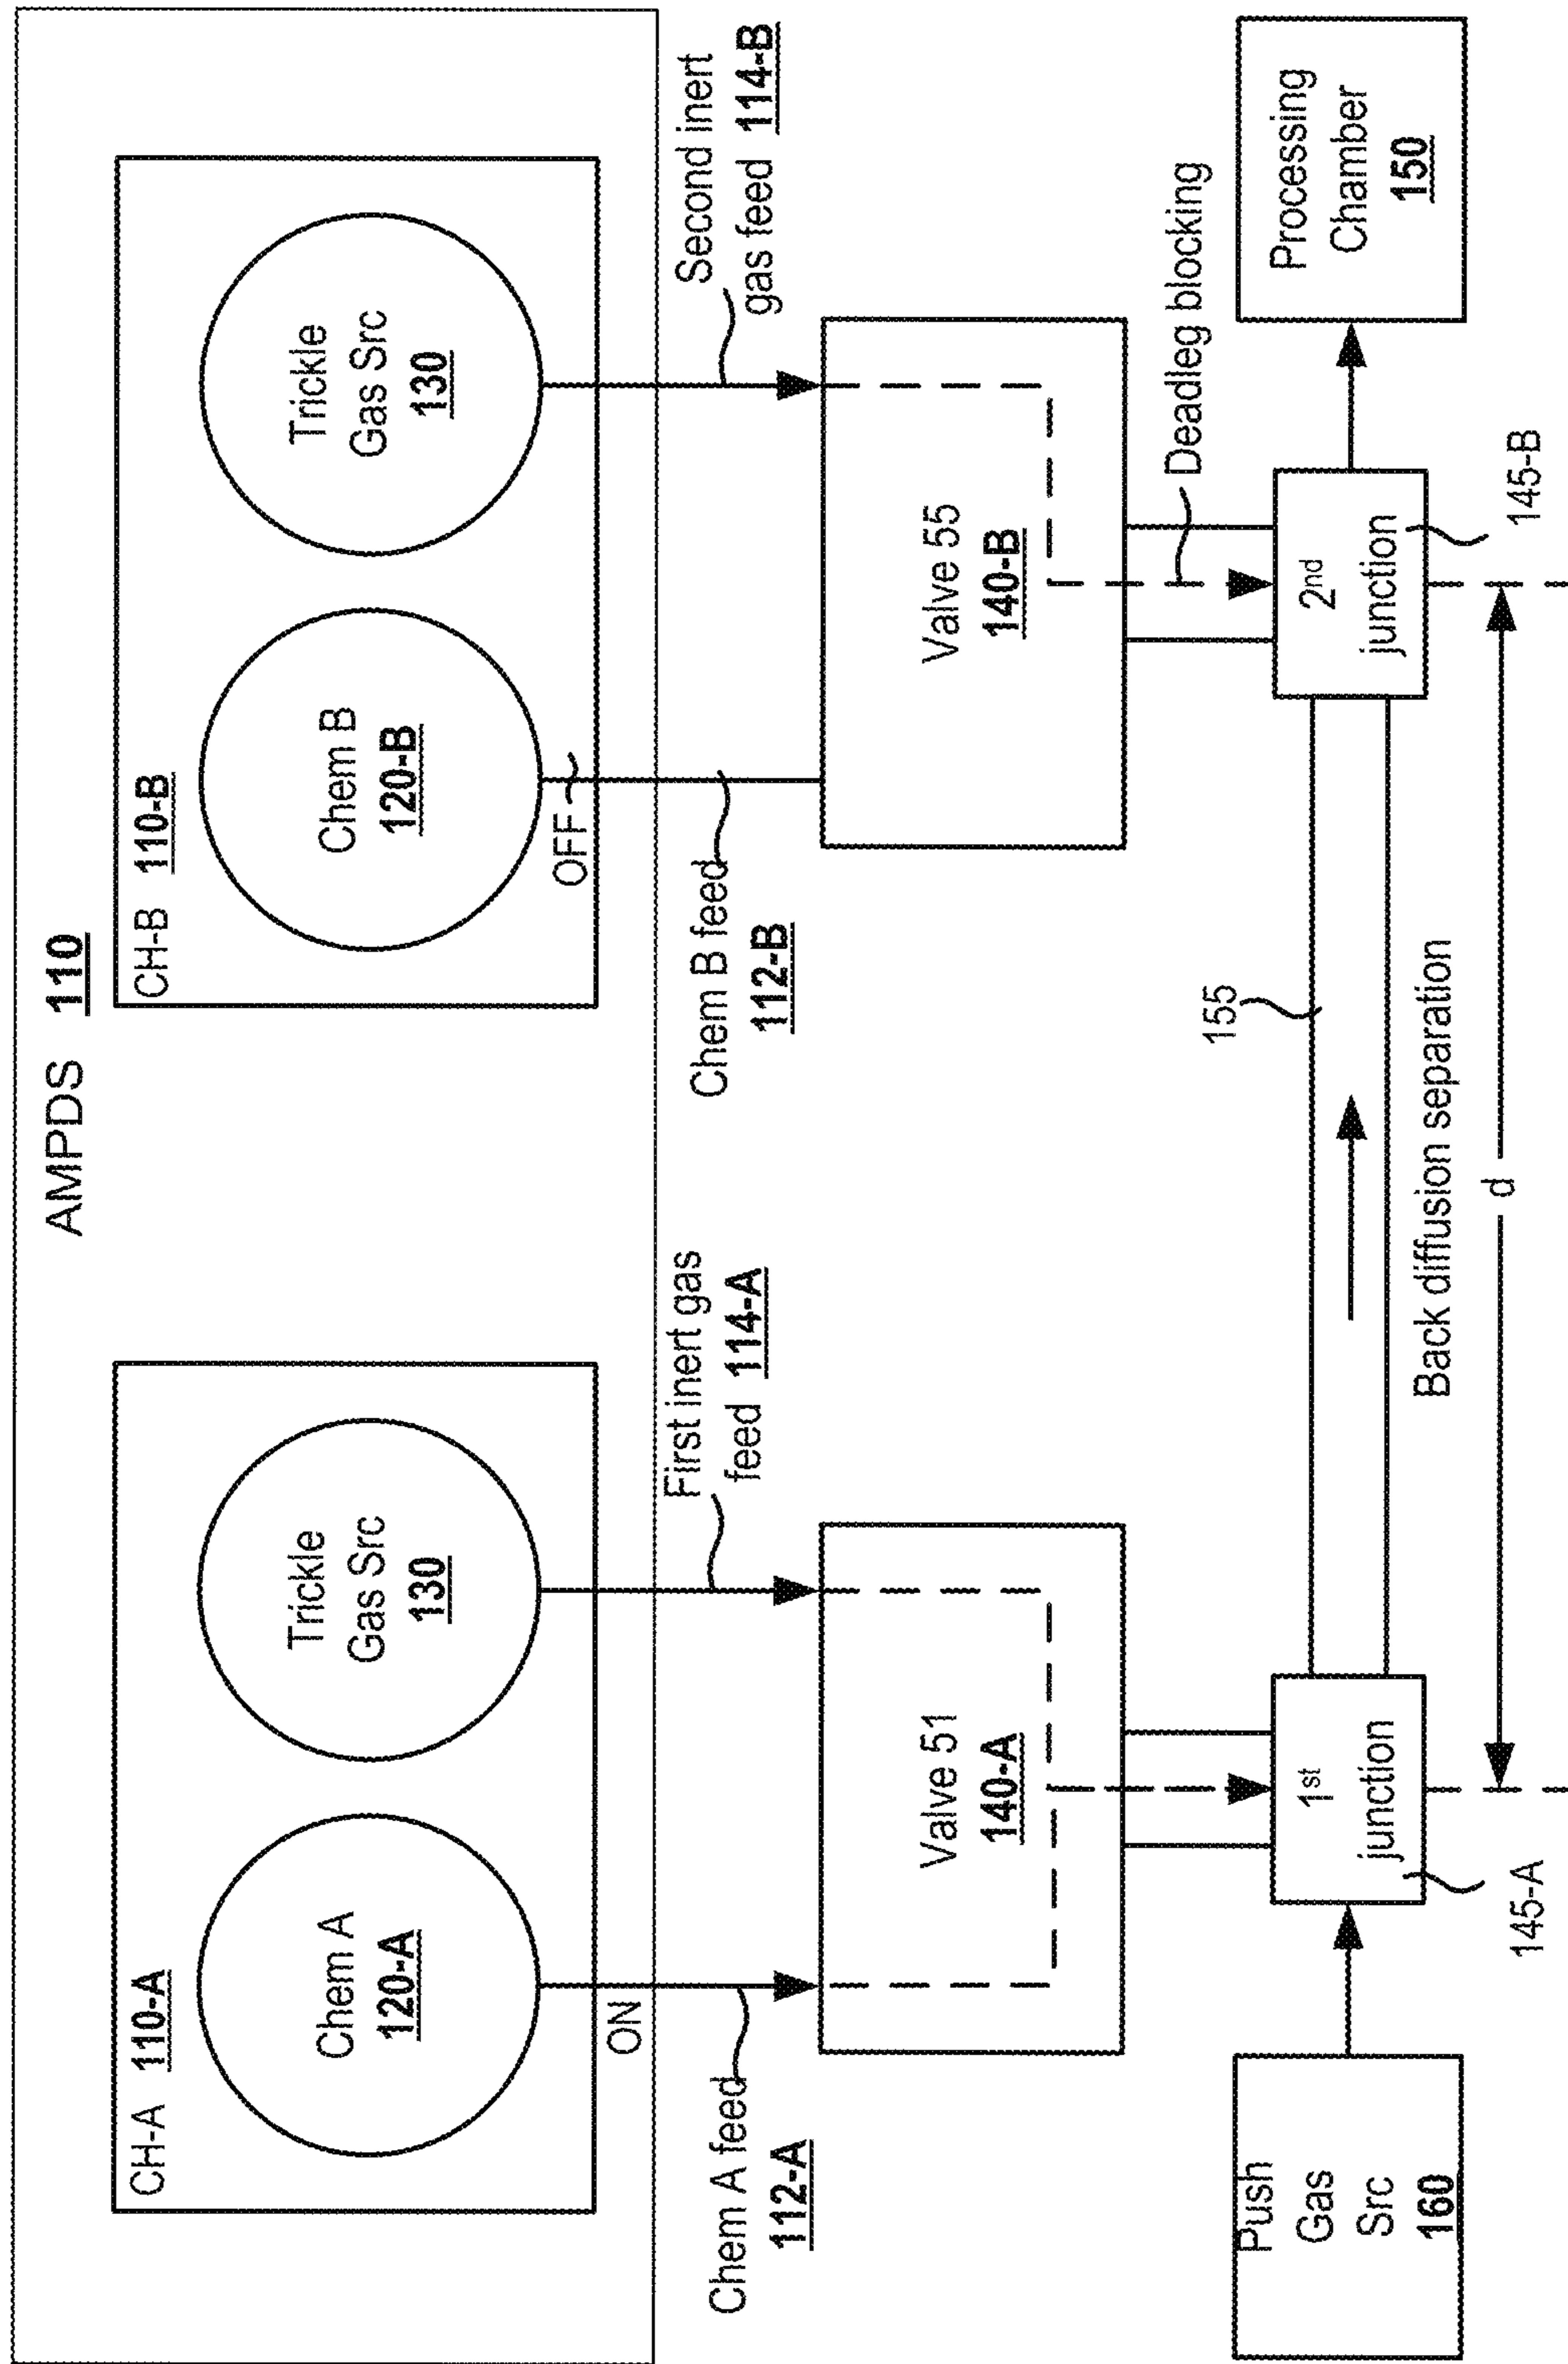 AMPDS 110
CH-A 110-A
Chem A
120-A
Trickle
Gas Src
130
ON
CH-B 110-B
Chem B
120-B
Trickle
Gas Src
130
OFF
Chem A feed
112-A
First inert gas
feed 114-A
Chem B feed
112-B
Second inert
gas feed 114-B
Valve 51
140-A
Valve 55
140-B
Deadleg blocking
Push
Gas
Src
160
1st
junction
145-A
155
Back diffusion separation
d
2nd
junction
145-B
Processing
Chamber
150